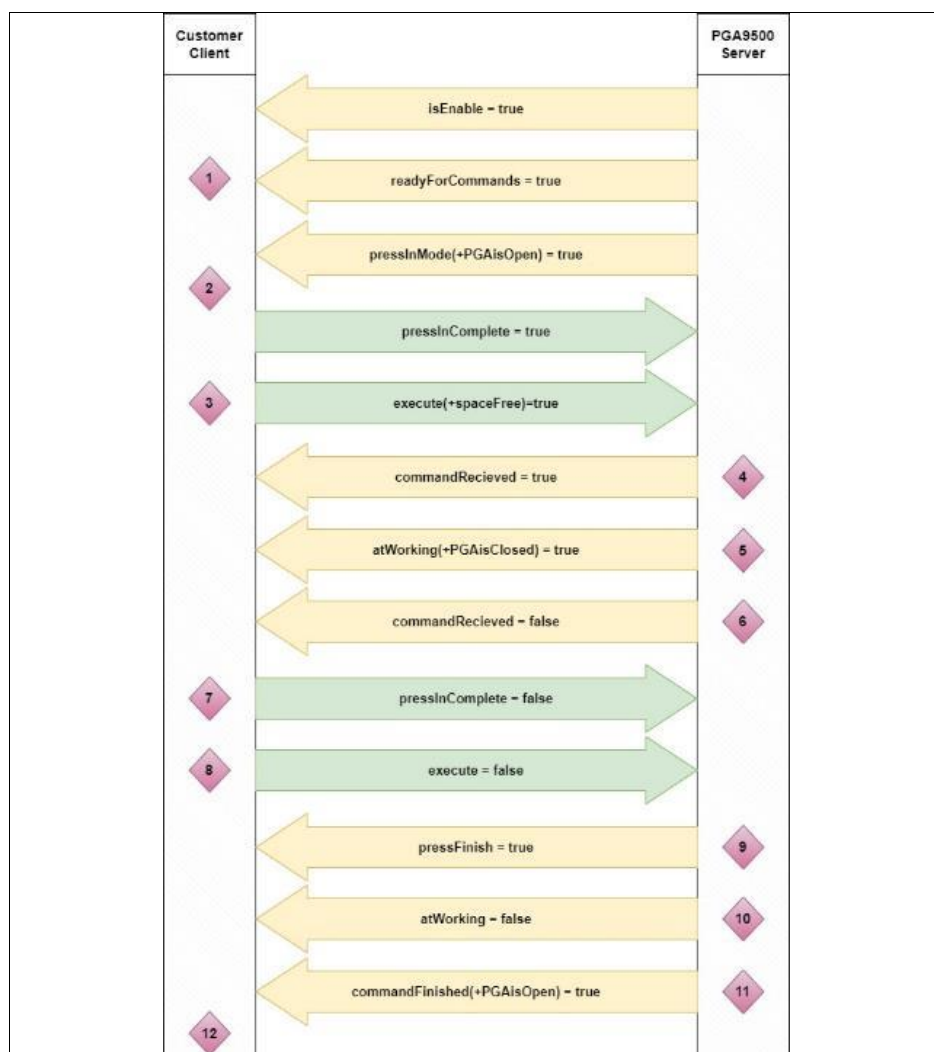 Customer
Client
PGA9500
Server
isEnable = true
1
readyForCommands = true
pressInMode(+PGAisOpen) = true
2
pressInComplete = true
3
execute(+spaceFree)=true
commandRecieved = true
4
atWorking(+PGAisClosed) = true
5
commandRecieved = false
6
7
pressInComplete = false
8
execute = false
pressFinish = true
9
atWorking = false
10
commandFinished(+PGAisOpen) = true
11
12